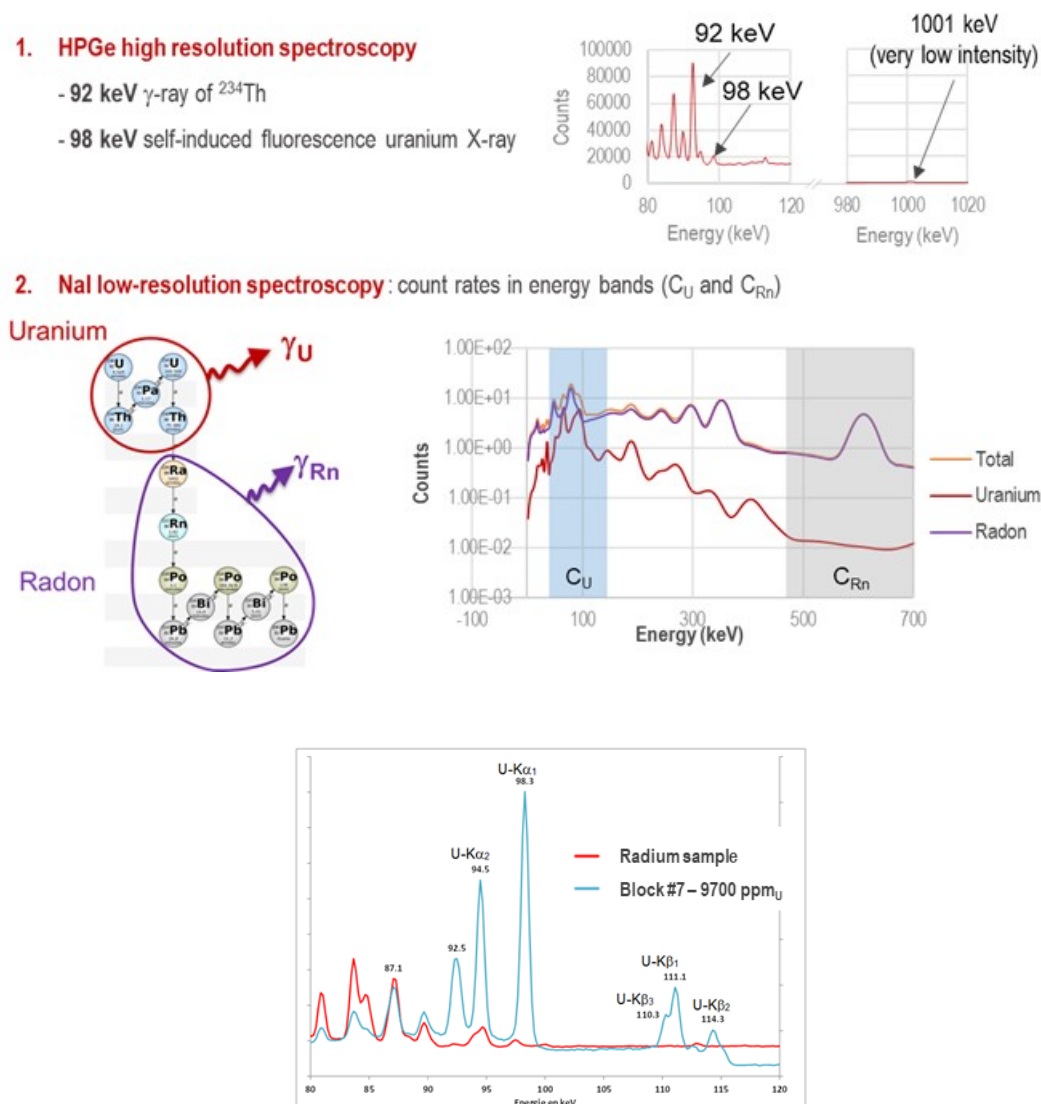 1. HPGe high resolution spectroscopy
- 92 keV γ-ray of ²³⁴Th
- 98 keV self-induced fluorescence uranium X-ray
92 keV
98 keV
1001 keV
(very low intensity)
Counts
100000
80000
60000
40000
20000
0
80 100 120
Energy (keV)
980 1000 1020
Energy (keV)
2. NaI low-resolution spectroscopy : count rates in energy bands (C_U and C_Rn)
Uranium
γ_U
U U
Pa
Th Th
Ra
γ_Rn
Rn
Radon
Po Po Po
Bi Bi
Pb Pb Pb
Counts
1.00E+02
1.00E+01
1.00E+00
1.00E-01
1.00E-02
1.00E-03
C_U
C_Rn
-100 100 300 500 700
Energy (keV)
Total
Uranium
Radon
U-Kα₁
98.3
U-Kα₂
94.5
92.5
87.1
Radium sample
Block #7 – 9700 ppm_U
U-Kβ₁
111.1
U-Kβ₃
110.3
U-Kβ₂
114.3
80 85 90 95 100 105 110 115 120
Energie en keV